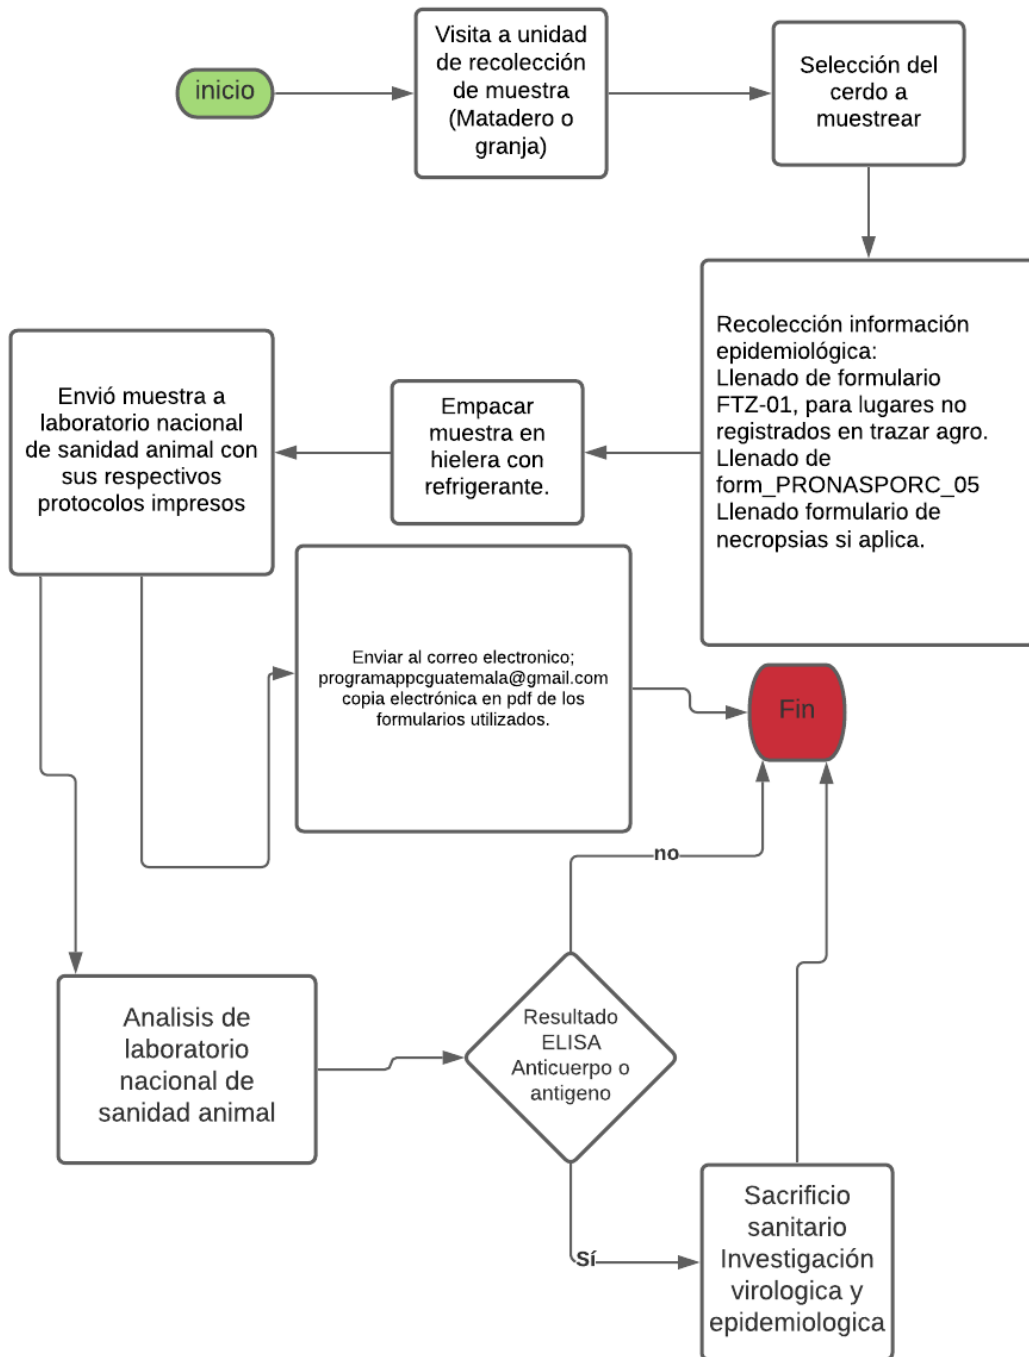 inicio
Visita a unidad
de recolección
de muestra
(Matadero o
granja)
Selección del
cerdo a
muestrear
Recolección información
epidemiológica:
Llenado de formulario
FTZ-01, para lugares no
registrados en trazar agro.
Llenado de
form_PRONASPORC_05
Llenado formulario de
necropsias si aplica.
Empacar
muestra en
hielera con
refrigerante.
Envió muestra a
laboratorio nacional
de sanidad animal con
sus respectivos
protocolos impresos
Enviar al correo electronico;
programappcguatemala@gmail.com
copia electrónica en pdf de los
formularios utilizados.
Fin
no
Analisis de
laboratorio
nacional de
sanidad animal
Resultado
ELISA
Anticuerpo o
antigeno
Sí
Sacrificio
sanitario
Investigación
virologica y
epidemiologica